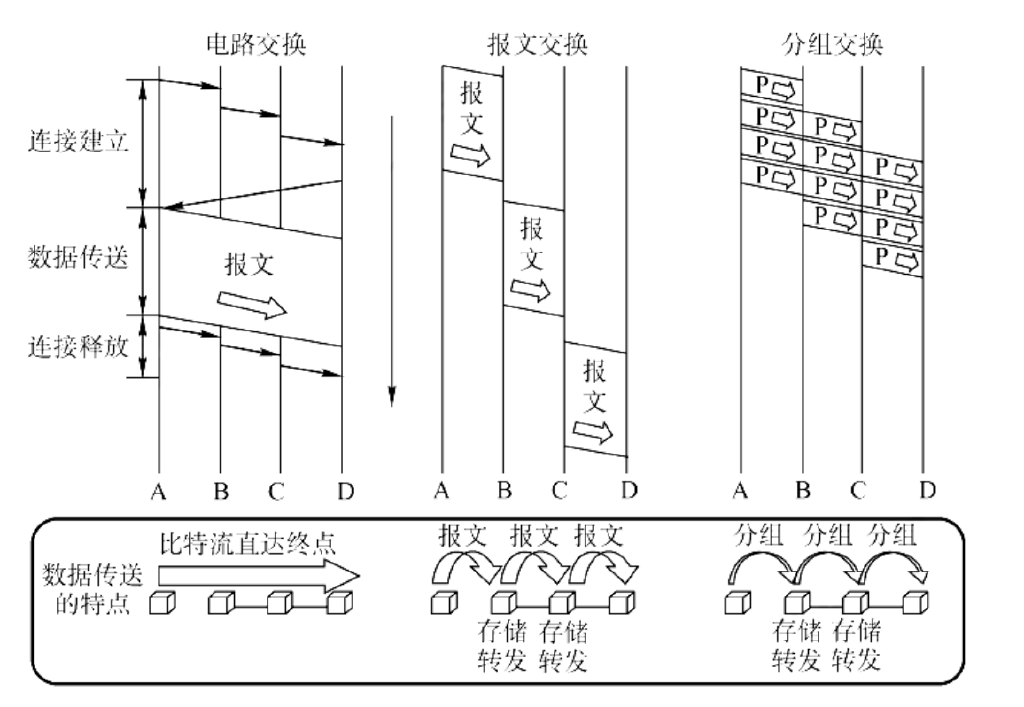 电路交换
报文交换
分组交换
连接建立
数据传送
连接释放
报文
报
文
报
文
报
文
P
P P
P P P
P P P
P P
P
A B C D
A B C D
A B C D
数据传送
的特点
比特流直达终点
报文 报文 报文
存储 存储
转发 转发
分组 分组 分组
存储 存储
转发 转发